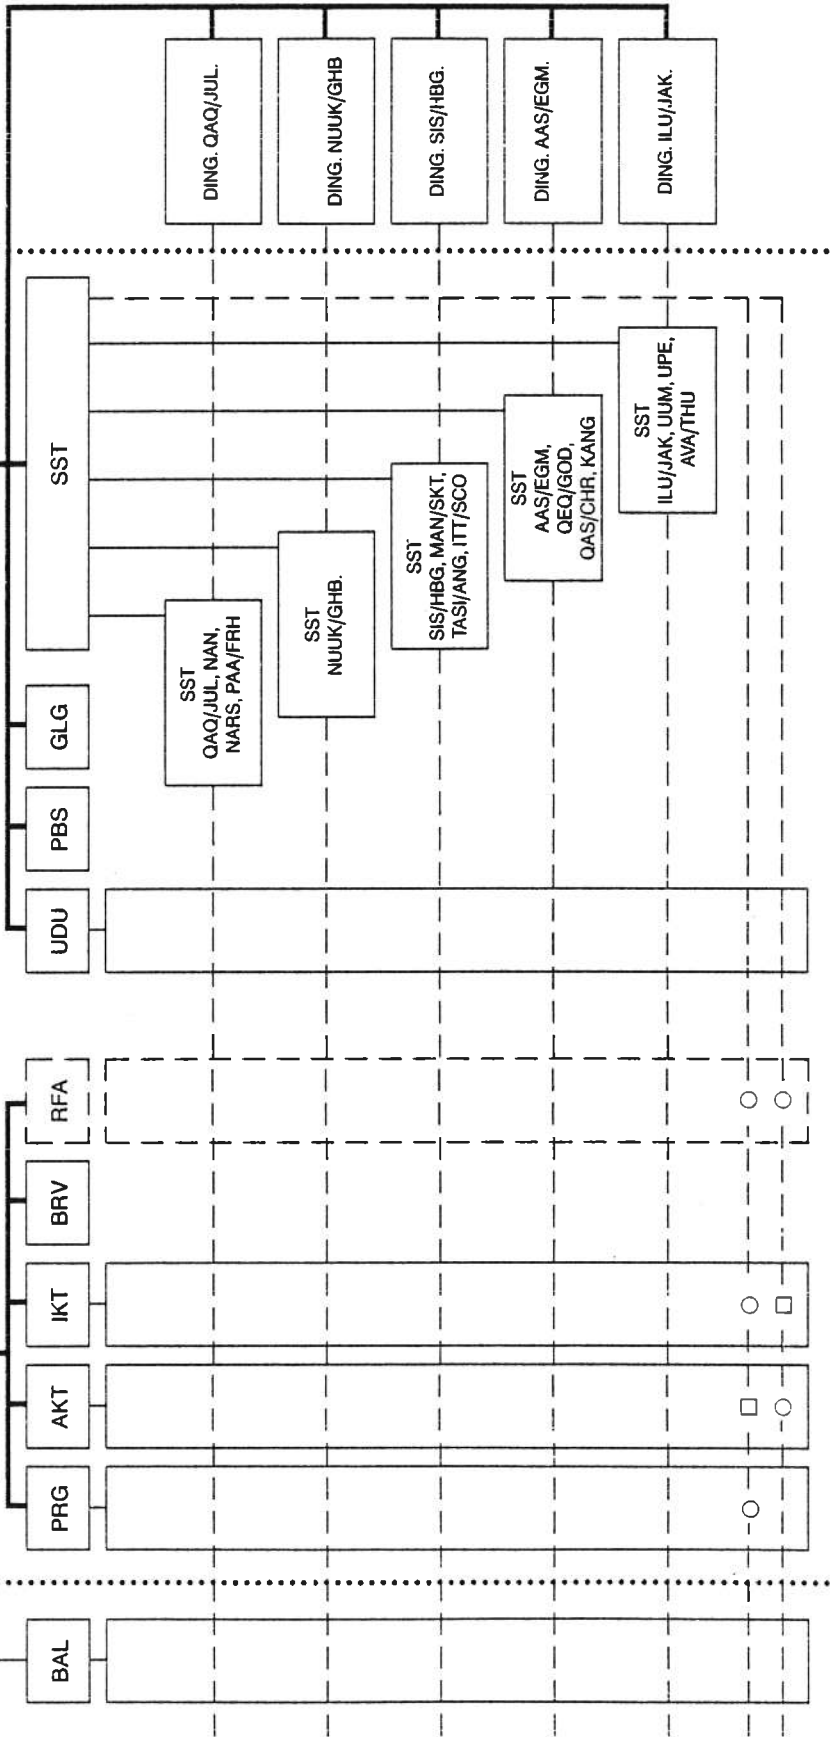 BAL
PRG
AKT
IKT
BRV
RFA
UDU
PBS
GLG
SST
SST
QAQ/JUL, NAN,
NARS, PAA/FRH
SST
NUUK/GHB.
SST
SIS/HBG, MAN/SKT,
TASI/ANG, ITT/SCO
SST
AAS/EGM,
QEQ/GOD,
QAS/CHR, KANG
SST
ILU/JAK, UUM, UPE,
AVA/THU
DING. QAQ/JUL.
DING. NUUK/GHB
DING. SIS/HBG.
DING. AAS/EGM.
DING. ILU/JAK.